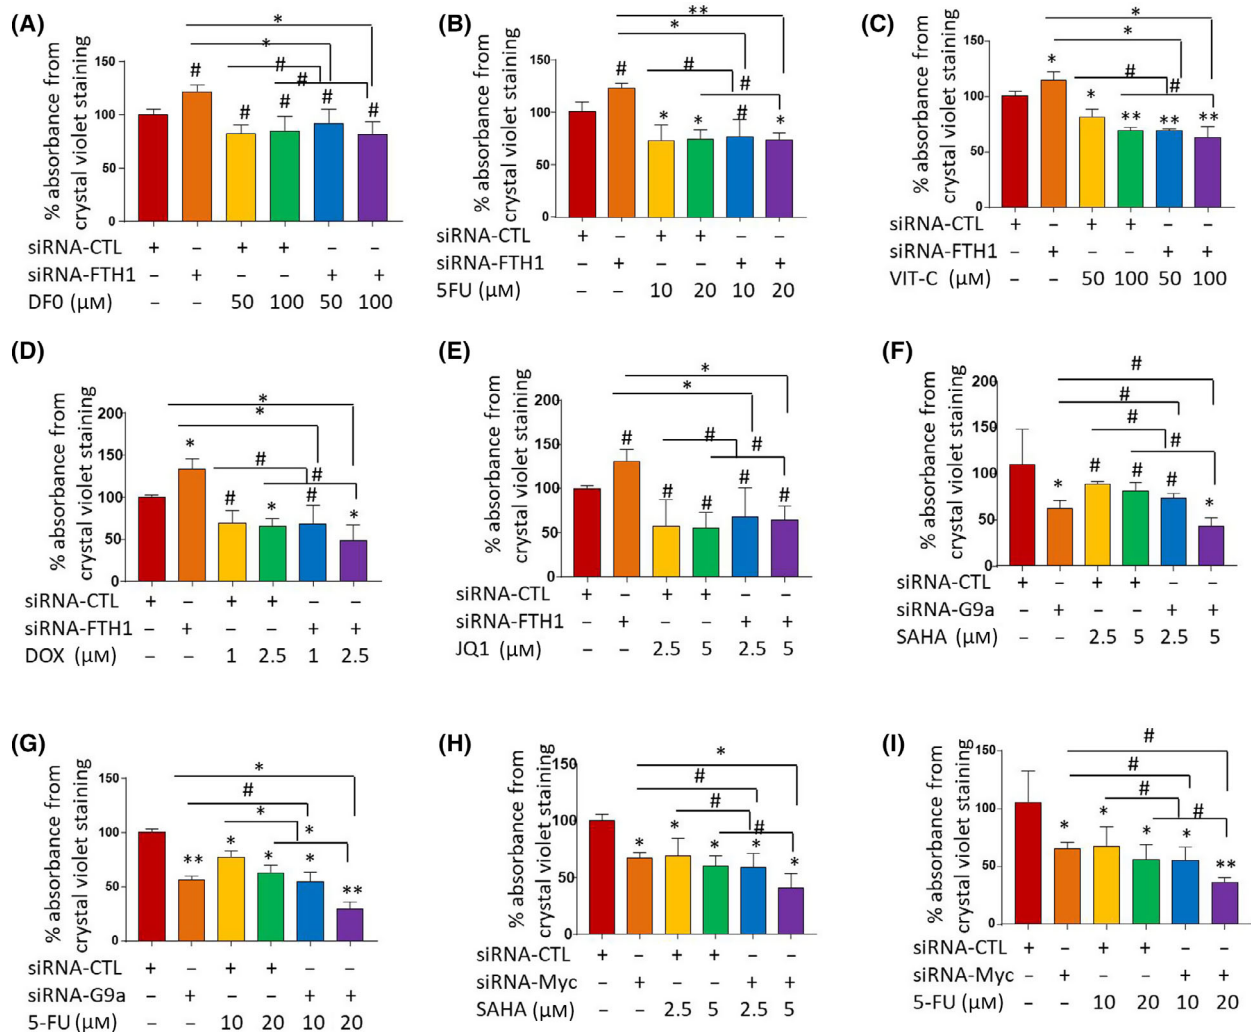 (A)
% absorbance from
crystal violet staining
150
100
50
0
# # # # #
* * # #
siRNA-CTL + – + + – –
siRNA-FTH1 – + – – + +
DF0 (μM) – – 50 100 50 100
(B)
% absorbance from
crystal violet staining
150
100
50
0
# * * # *
** * # #
siRNA-CTL + – + + – –
siRNA-FTH1 – + – – + +
5FU (μM) – – 10 20 10 20
(C)
% absorbance from
crystal violet staining
150
100
50
0
* * ** ** **
* * # #
siRNA-CTL + – + + – –
siRNA-FTH1 – + – – + +
VIT-C (μM) – – 50 100 50 100
(D)
% absorbance from
crystal violet staining
200
150
100
50
0
* # * # *
* * # #
siRNA-CTL + – + + – –
siRNA-FTH1 – + – – + +
DOX (μM) – – 1 2.5 1 2.5
(E)
% absorbance from
crystal violet staining
200
150
100
50
0
# # # # #
* * # #
siRNA-CTL + – + + – –
siRNA-FTH1 – + – – + +
JQ1 (μM) – – 2.5 5 2.5 5
(F)
% absorbance from
crystal violet staining
200
150
100
50
0
* # # # *
# # # #
siRNA-CTL + – + + – –
siRNA-G9a – + – – + +
SAHA (μM) – – 2.5 5 2.5 5
(G)
% absorbance from
crystal violet staining
150
100
50
0
** * * * **
* # * *
siRNA-CTL + – + + – –
siRNA-G9a – + – – + +
5-FU (μM) – – 10 20 10 20
(H)
% absorbance from
crystal violet staining
150
100
50
0
* * * * *
* # # #
siRNA-CTL + – + + – –
siRNA-Myc – + – – + +
SAHA (μM) – – 2.5 5 2.5 5
(I)
% absorbance from
crystal violet staining
150
100
50
0
* * * * **
# # # #
siRNA-CTL + – + + – –
siRNA-Myc – + – – + +
5-FU (μM) – – 10 20 10 20